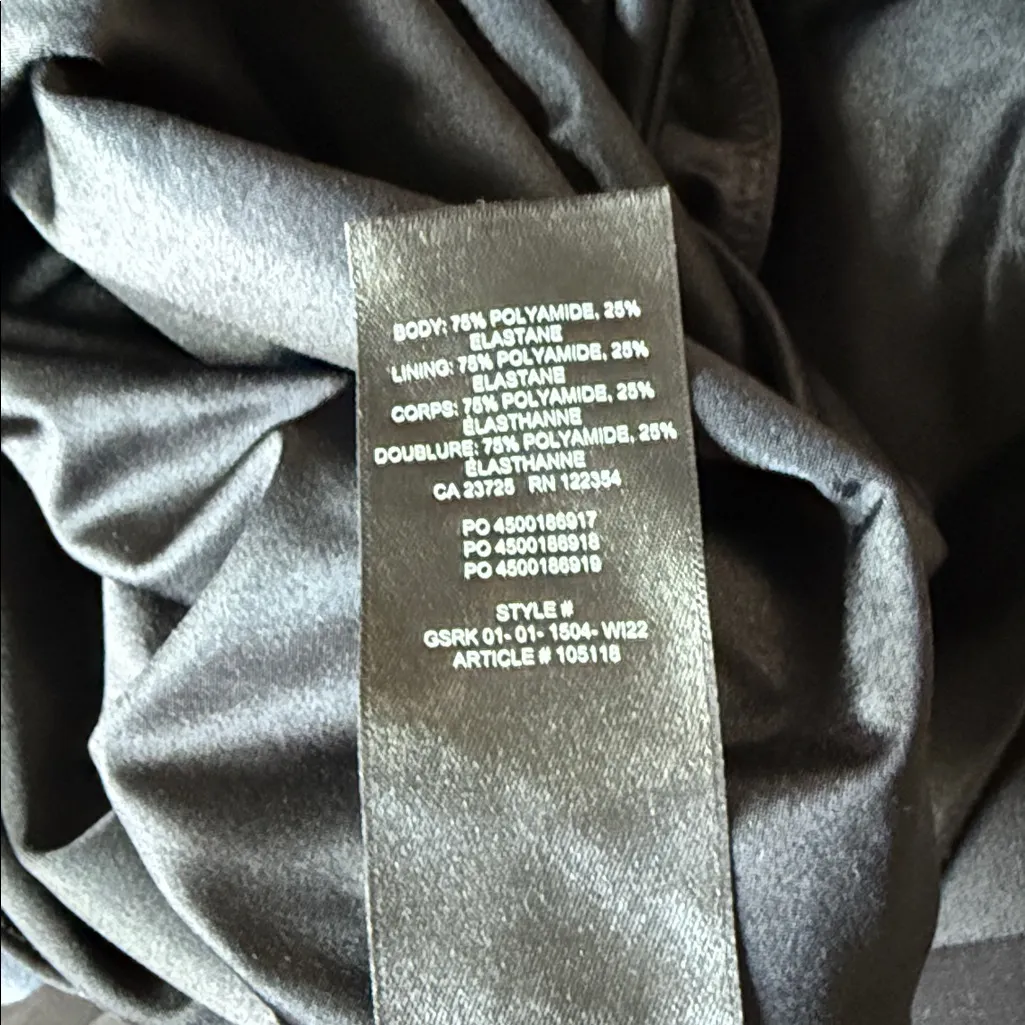 BODY: 75% POLYAMIDE, 25%
ELASTANE
LINING: 75% POLYAMIDE, 25%
ELASTANE
CORPS: 75% POLYAMIDE, 25%
ÉLASTHANNE
DOUBLURE: 75% POLYAMIDE, 25%
ÉLASTHANNE
CA 23725 RN 122354
PO 4500186917
PO 4500186918
PO 4500186919
STYLE #
GSRK 01- 01- 1504- WI22
ARTICLE # 105118